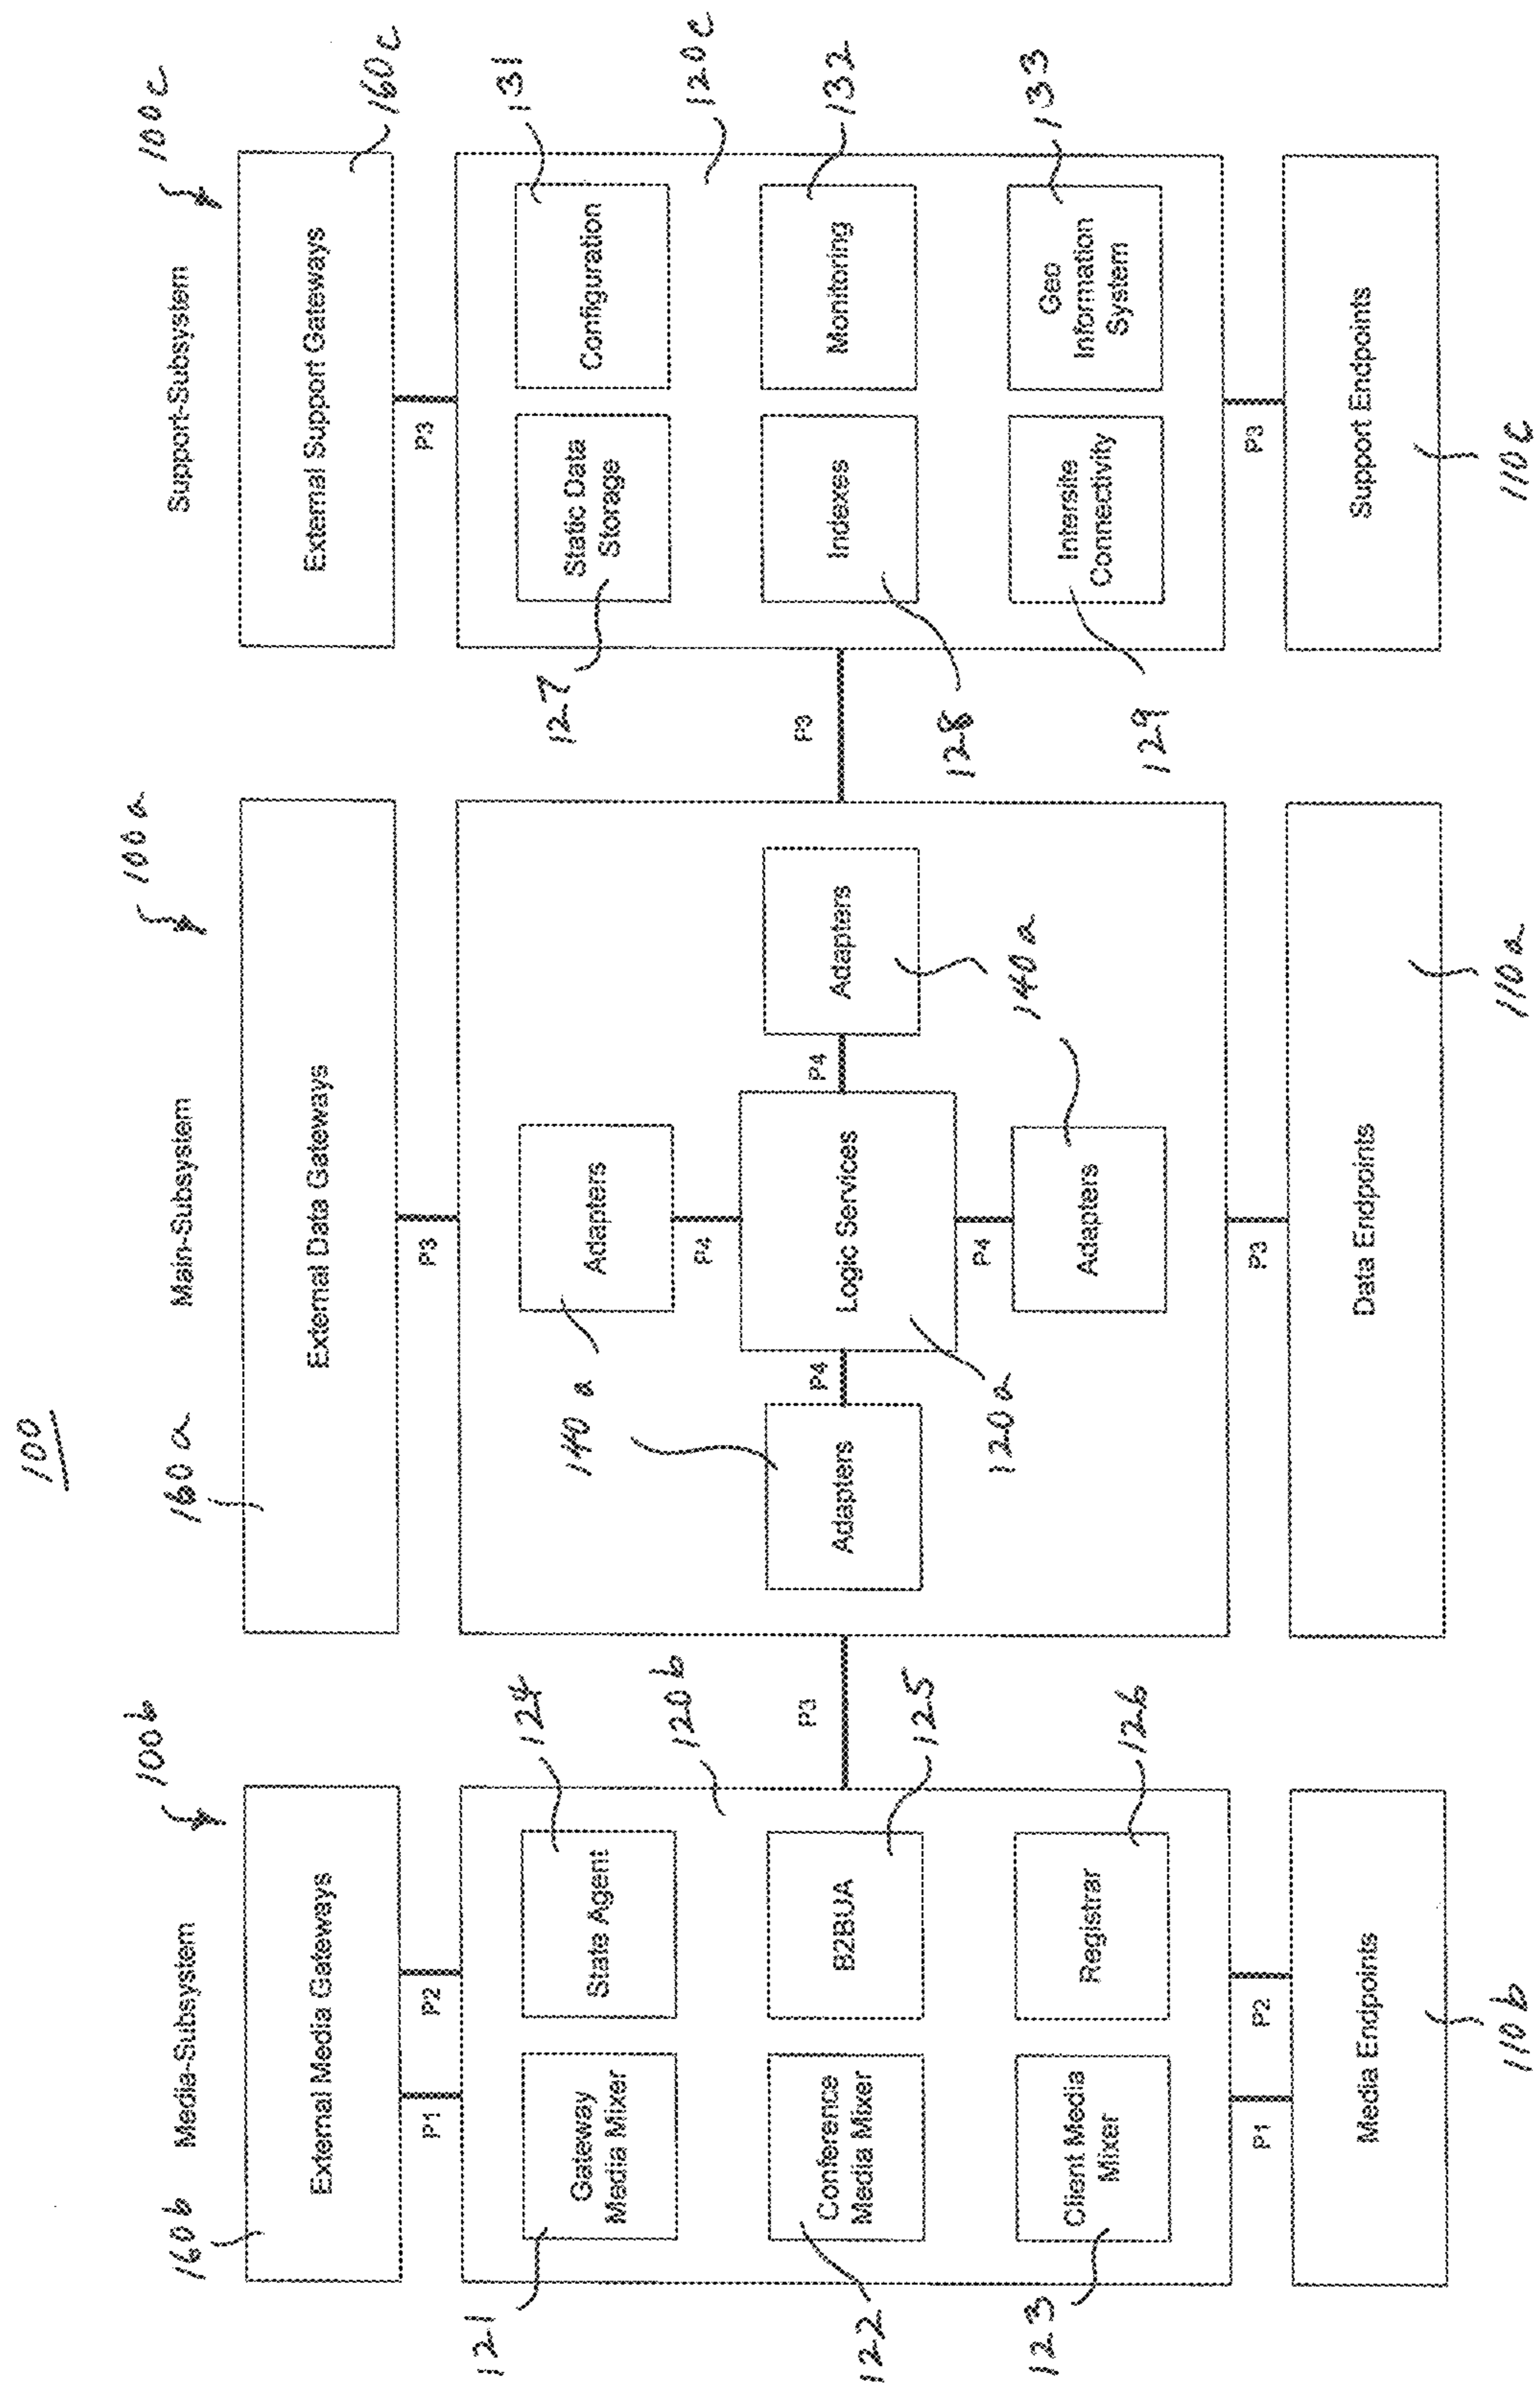 100
160b
Media-Subsystem
100b
160a
Main-Subsystem
100a
Support-Subsystem
100c
160c
External Media Gateways
External Data Gateways
External Support Gateways
P1
P2
P3
P3
121
Gateway
Media Mixer
State Agent
124
140a
Adapters
127
Static Data
Storage
Configuration
131
P4
120b
120c
122
Conference
Media Mixer
B2BUA
125
P3
Adapters
P4
Logic Services
P4
Adapters
P3
128
Indexes
Monitoring
132
120a
P4
140a
123
Client Media
Mixer
Registrar
126
Adapters
129
Intersite
Connectivity
Geo
Information
System
133
P1
P2
P3
P3
Media Endpoints
Data Endpoints
Support Endpoints
110b
110a
110c